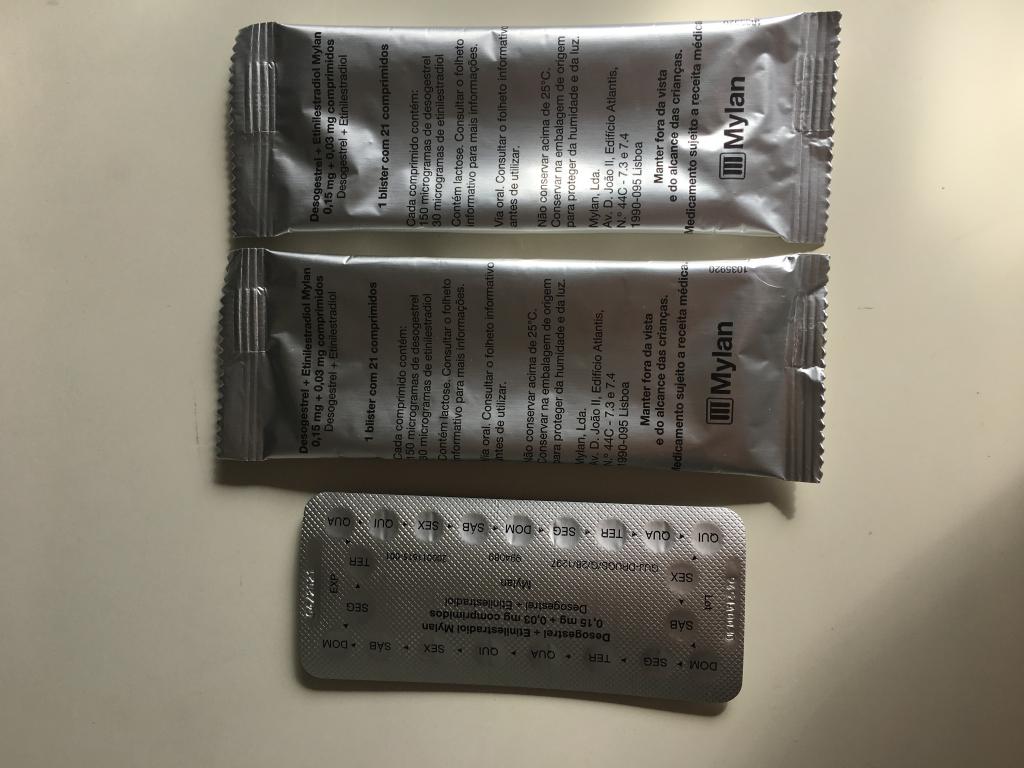 Desogestrel + Etinilestradiol Mylan
0,15 mg + 0,03 mg comprimidos
Desogestrel + Etinilestradiol
1 blister com 21 comprimidos
Cada comprimido contém:
150 microgramas de desogestrel
30 microgramas de etinilestradiol
Contém lactose. Consultar o folheto
informativo para mais informações.
Via oral. Consultar o folheto informativo
antes de utilizar.
Não conservar acima de 25°C.
Conservar na embalagem de origem
para proteger da humidade e da luz.
Mylan, Lda.
Av. D. João II, Edifício Atlantis,
N.º 44C - 7.3 e 7.4
1990-095 Lisboa
Manter fora da vista
e do alcance das crianças.
Medicamento sujeito a receita médica
Mylan
Desogestrel + Etinilestradiol Mylan
0,15 mg + 0,03 mg comprimidos
Desogestrel + Etinilestradiol
1 blister com 21 comprimidos
Cada comprimido contém:
150 microgramas de desogestrel
30 microgramas de etinilestradiol
Contém lactose. Consultar o folheto
informativo para mais informações.
Via oral. Consultar o folheto informativo
antes de utilizar.
Não conservar acima de 25°C.
Conservar na embalagem de origem
para proteger da humidade e da luz.
Mylan, Lda.
Av. D. João II, Edifício Atlantis,
N.º 44C - 7.3 e 7.4
1990-095 Lisboa
Manter fora da vista
e do alcance das crianças.
Medicamento sujeito a receita médica
Mylan
1035920
DOM SEG TER QUA QUI SEX SÁB DOM
SÁB SEG
Desogestrel + Etinilestradiol Mylan
0,15 mg + 0,03 mg comprimidos
Desogestrel + Etinilestradiol
Mylan
Lot EXP
SEX TER
GUJ-DRUGS/G/28/1297
QUI QUA TER SEG DOM SÁB SEX QUI QUA